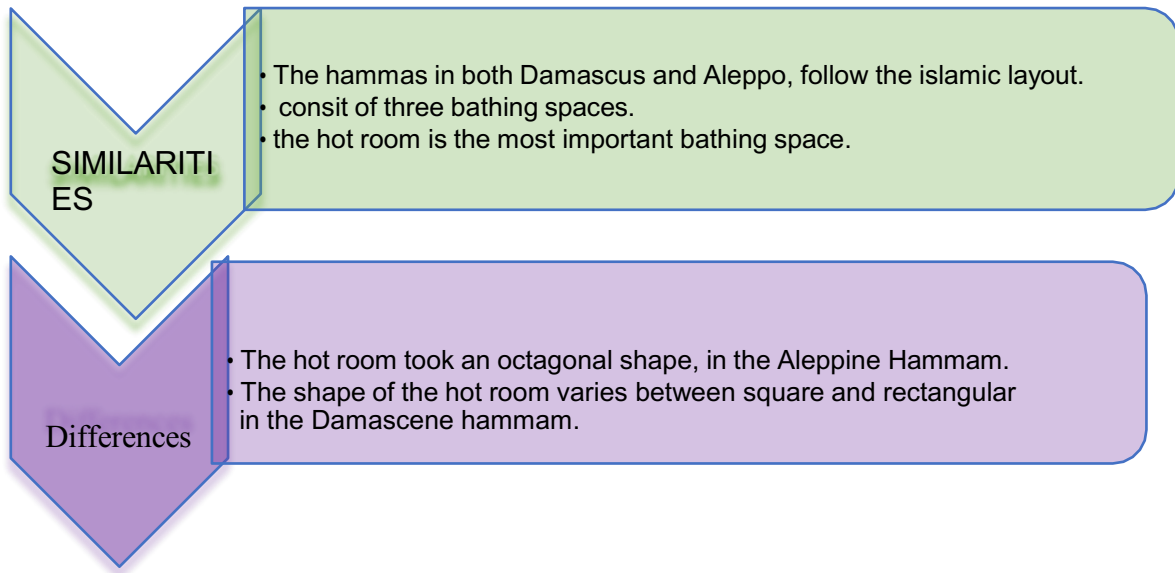 SIMILARITI
ES
• The hammas in both Damascus and Aleppo, follow the islamic layout.
• consit of three bathing spaces.
• the hot room is the most important bathing space.
Differences
• The hot room took an octagonal shape, in the Aleppine Hammam.
• The shape of the hot room varies between square and rectangular
in the Damascene hammam.